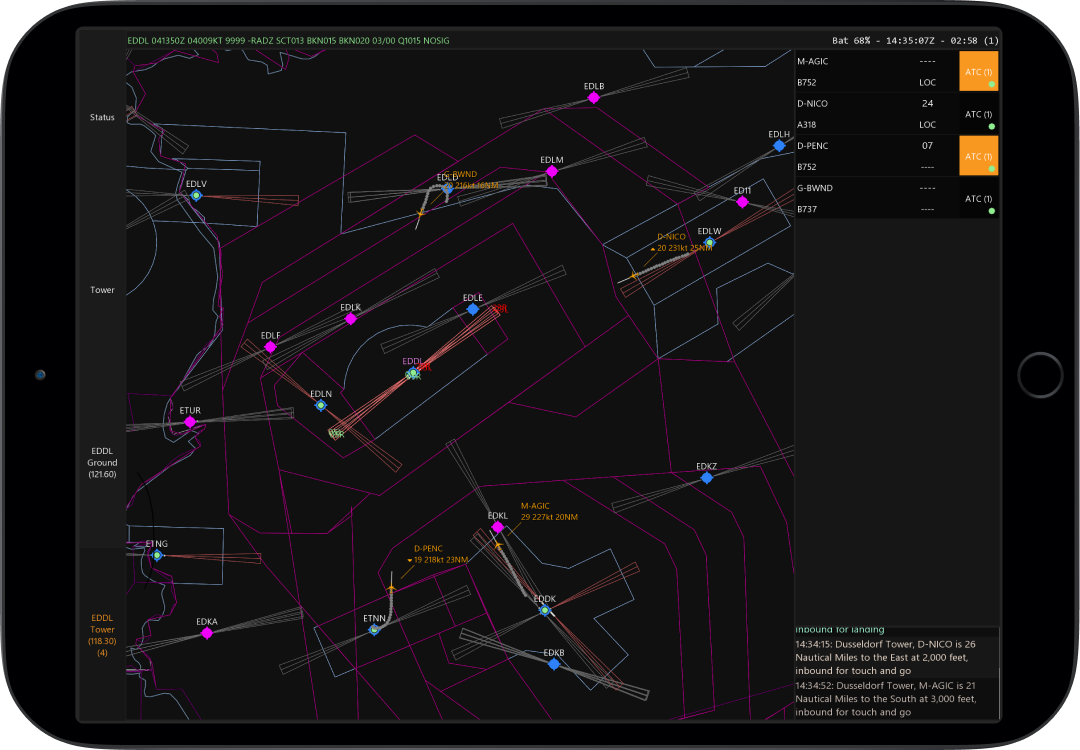 EDDL 041350Z 04009KT 9999 -RADZ SCT013 BKN015 BKN020 03/00 Q1015 NOSIG
Bat 68% - 14:35:07Z - 02:58 (1)
Status
Tower
EDDL
Ground
(121.60)
EDDL
Tower
(118.30)
(4)
EDLB
EDLH
EDLM
G-BWND
EDLD
216kt 16NM
EDLV
ED11
EDLW
D-NICO
20 231kt 25NM
EDLE
EDLK
EDLF
EDDL
EDLN
ETUR
EDKZ
M-AGIC
29 227kt 20NM
EDKL
D-PENC
19 218kt 23NM
ETNG
EDDK
ETNN
EDKA
EDKB
M-AGIC ---- ATC (1)
B752 LOC
D-NICO 24 ATC (1)
A318 LOC
D-PENC 07 ATC (1)
B752 ----
G-BWND ---- ATC (1)
B737 ----
inbound for landing
14:34:15: Dusseldorf Tower, D-NICO is 26
Nautical Miles to the East at 2,000 feet,
inbound for touch and go
14:34:52: Dusseldorf Tower, M-AGIC is 21
Nautical Miles to the South at 3,000 feet,
inbound for touch and go